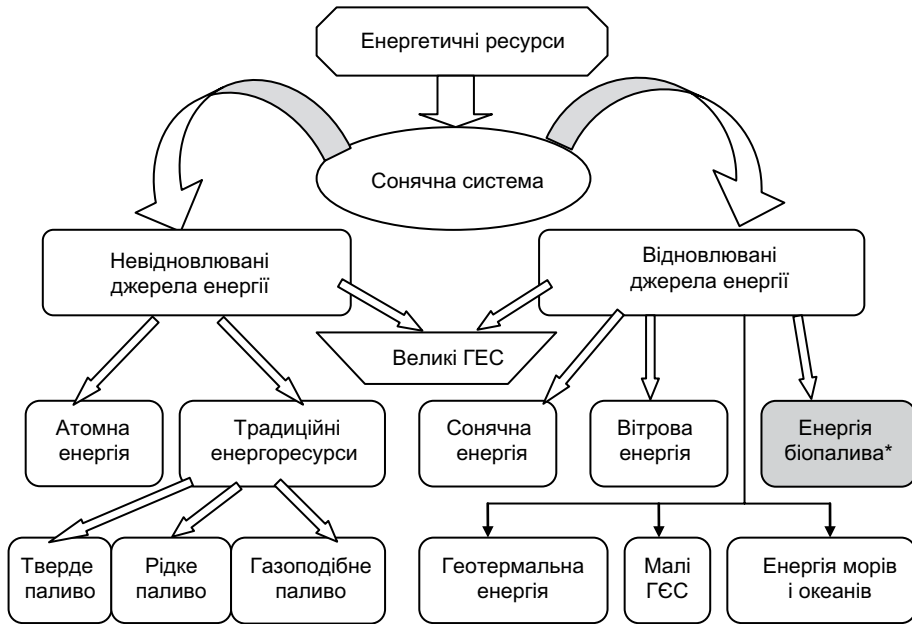 Енергетичні ресурси
Сонячна система
Невідновлювані
джерела енергії
Відновлювані
джерела енергії
Великі ГЕС
Атомна
енергія
Традиційні
енергоресурси
Сонячна
енергія
Вітрова
енергія
Енергія
біопалива*
Тверде
паливо
Рідке
паливо
Газоподібне
паливо
Геотермальна
енергія
Малі
ГЄС
Енергія морів
і океанів